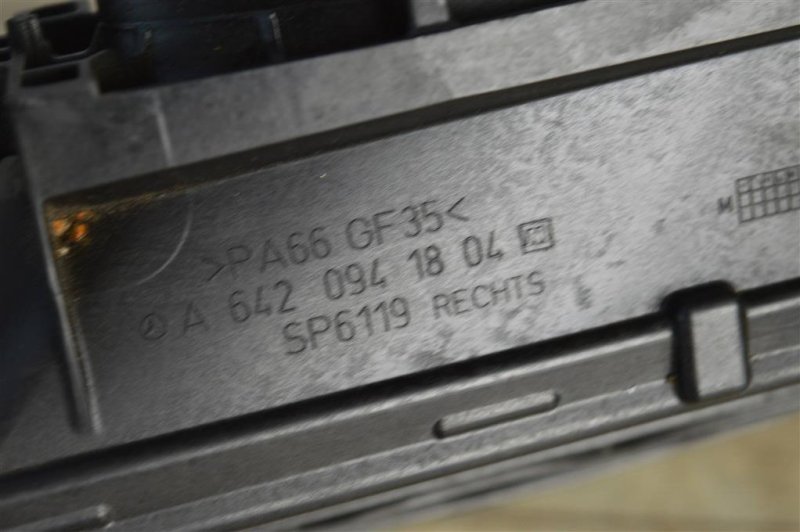 >PA66 GF35<
A 642 094 18 04
SP6119 RECHTS
M